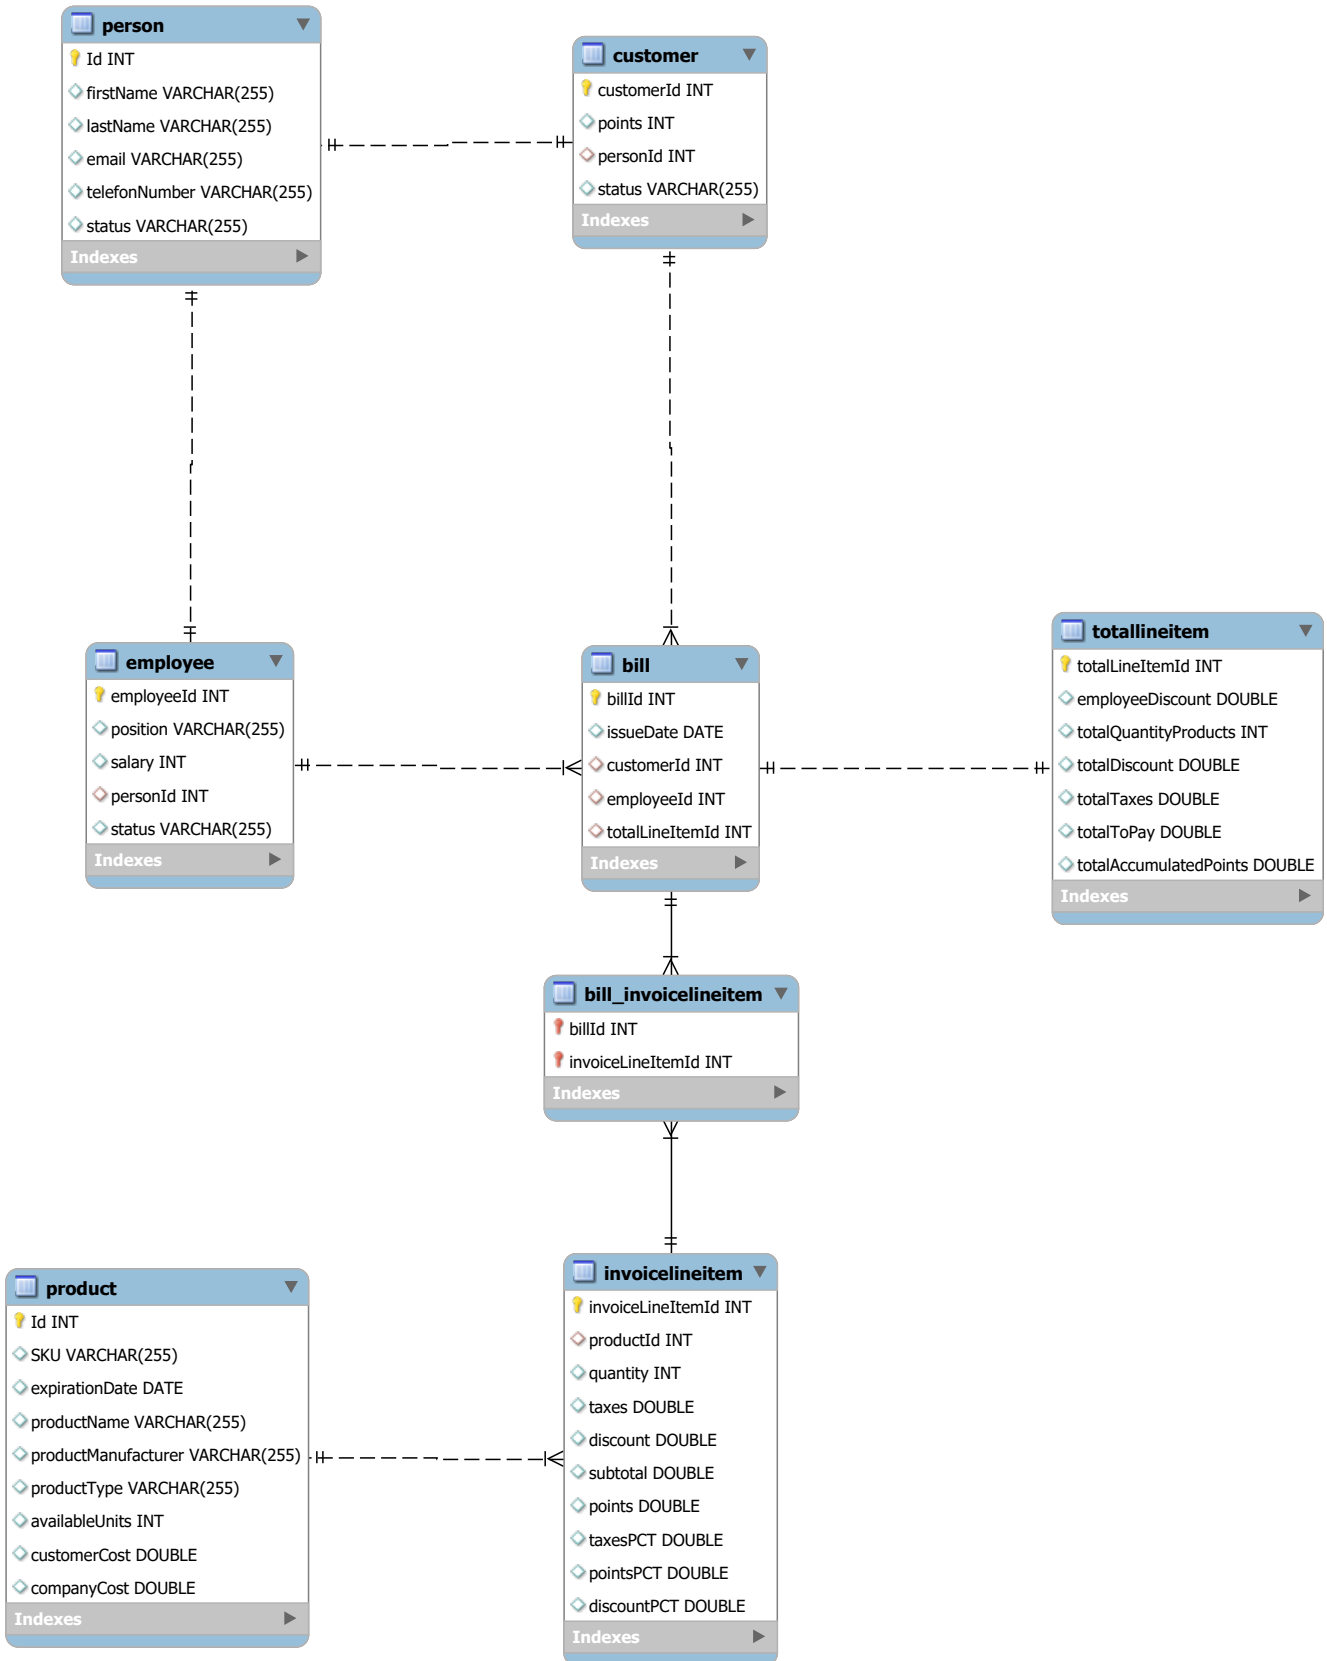 person
Id INT
firstName VARCHAR(255)
lastName VARCHAR(255)
email VARCHAR(255)
telefonNumber VARCHAR(255)
status VARCHAR(255)
Indexes
customer
customerId INT
points INT
personId INT
status VARCHAR(255)
Indexes
employee
employeeId INT
position VARCHAR(255)
salary INT
personId INT
status VARCHAR(255)
Indexes
bill
billId INT
issueDate DATE
customerId INT
employeeId INT
totalLineItemId INT
Indexes
totallineitem
totalLineItemId INT
employeeDiscount DOUBLE
totalQuantityProducts INT
totalDiscount DOUBLE
totalTaxes DOUBLE
totalToPay DOUBLE
totalAccumulatedPoints DOUBLE
Indexes
bill_invoicelineitem
billId INT
invoiceLineItemId INT
Indexes
product
Id INT
SKU VARCHAR(255)
expirationDate DATE
productName VARCHAR(255)
productManufacturer VARCHAR(255)
productType VARCHAR(255)
availableUnits INT
customerCost DOUBLE
companyCost DOUBLE
Indexes
invoicelineitem
invoiceLineItemId INT
productId INT
quantity INT
taxes DOUBLE
discount DOUBLE
subtotal DOUBLE
points DOUBLE
taxesPCT DOUBLE
pointsPCT DOUBLE
discountPCT DOUBLE
Indexes